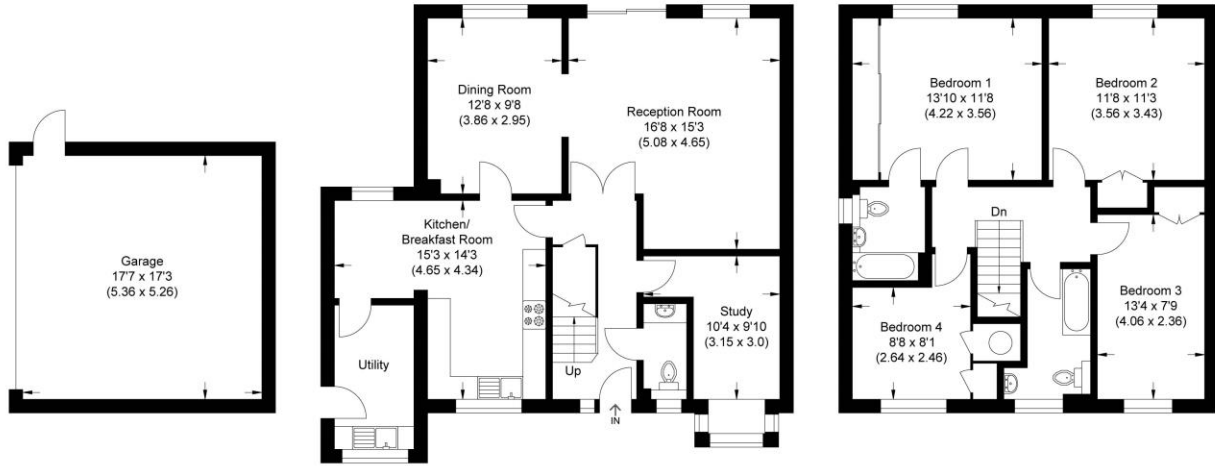 Garage
17'7 x 17'3
(5.36 x 5.26)
Dining Room
12'8 x 9'8
(3.86 x 2.95)
Reception Room
16'8 x 15'3
(5.08 x 4.65)
Kitchen/
Breakfast Room
15'3 x 14'3
(4.65 x 4.34)
Utility
Up
Study
10'4 x 9'10
(3.15 x 3.0)
IN
Bedroom 1
13'10 x 11'8
(4.22 x 3.56)
Bedroom 2
11'8 x 11'3
(3.56 x 3.43)
Dn
Bedroom 3
13'4 x 7'9
(4.06 x 2.36)
Bedroom 4
8'8 x 8'1
(2.64 x 2.46)